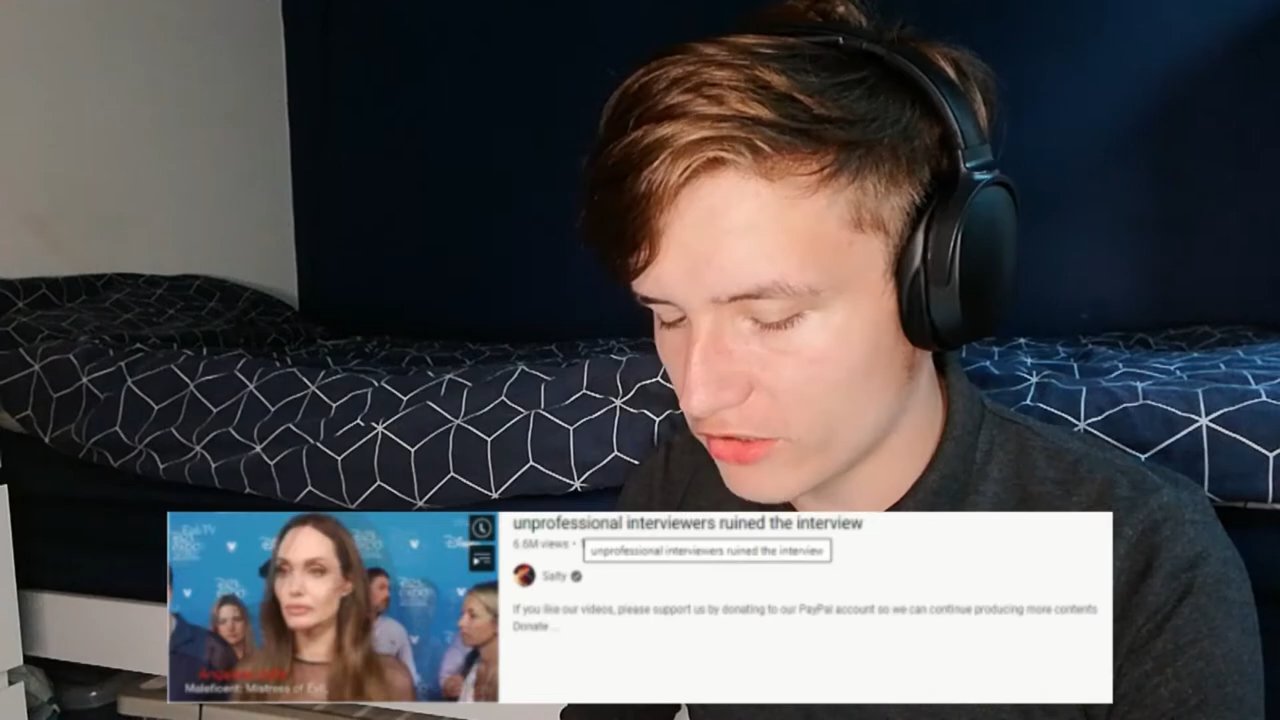 Epic TV
unprofessional interviewers ruined the interview
6.6M views •
unprofessional interviewers ruined the interview
Salty
If you like our videos, please support us by donating to our PayPal account so we can continue producing more contents
Donate ...
Maleficent: Mistress of Evil